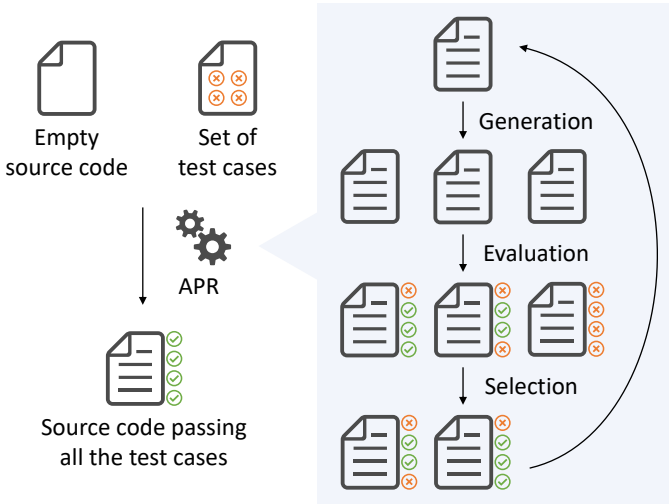 Empty
source code
Set of
test cases
APR
Source code passing
all the test cases
Generation
Evaluation
Selection